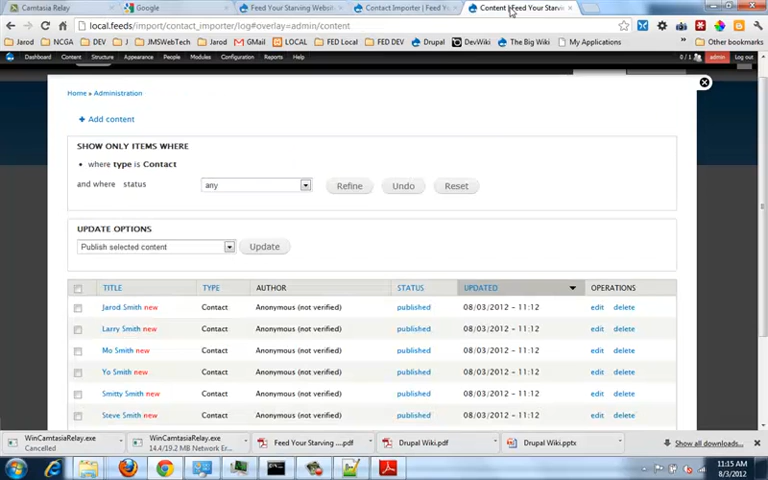 Camtasia Relay Google Feed Your Starving Websit Contact Importer | Feed Y Content | Feed Your Starvi
local.feeds/import/contact_importer/log#overlay=admin/content
Jarod NCGA DEV J JMSWebTech Jarod GMail LOCAL FED Local FED DEV Drupal DevWiki The Big Wiki My Applications Other bookmarks
Dashboard Content Structure Appearance People Modules Configuration Reports Help 0 / 1 admin Log out
Home » Administration
Add content
SHOW ONLY ITEMS WHERE
where type is Contact
and where status any Refine Undo Reset
UPDATE OPTIONS
Publish selected content Update
TITLE TYPE AUTHOR STATUS UPDATED OPERATIONS
Jarod Smith new Contact Anonymous (not verified) published 08/03/2012 - 11:12 edit delete
Larry Smith new Contact Anonymous (not verified) published 08/03/2012 - 11:12 edit delete
Mo Smith new Contact Anonymous (not verified) published 08/03/2012 - 11:12 edit delete
Yo Smith new Contact Anonymous (not verified) published 08/03/2012 - 11:12 edit delete
Smitty Smith new Contact Anonymous (not verified) published 08/03/2012 - 11:12 edit delete
Steve Smith new Contact Anonymous (not verified) published 08/03/2012 - 11:12 edit delete
WinCamtasiaRelay.exe WinCamtasiaRelay.exe Feed Your Starving ....pdf Drupal Wiki.pdf Drupal Wiki.pptx Show all downloads...
Cancelled 14.4/19.2 MB Network Er...
11:15 AM
8/3/2012